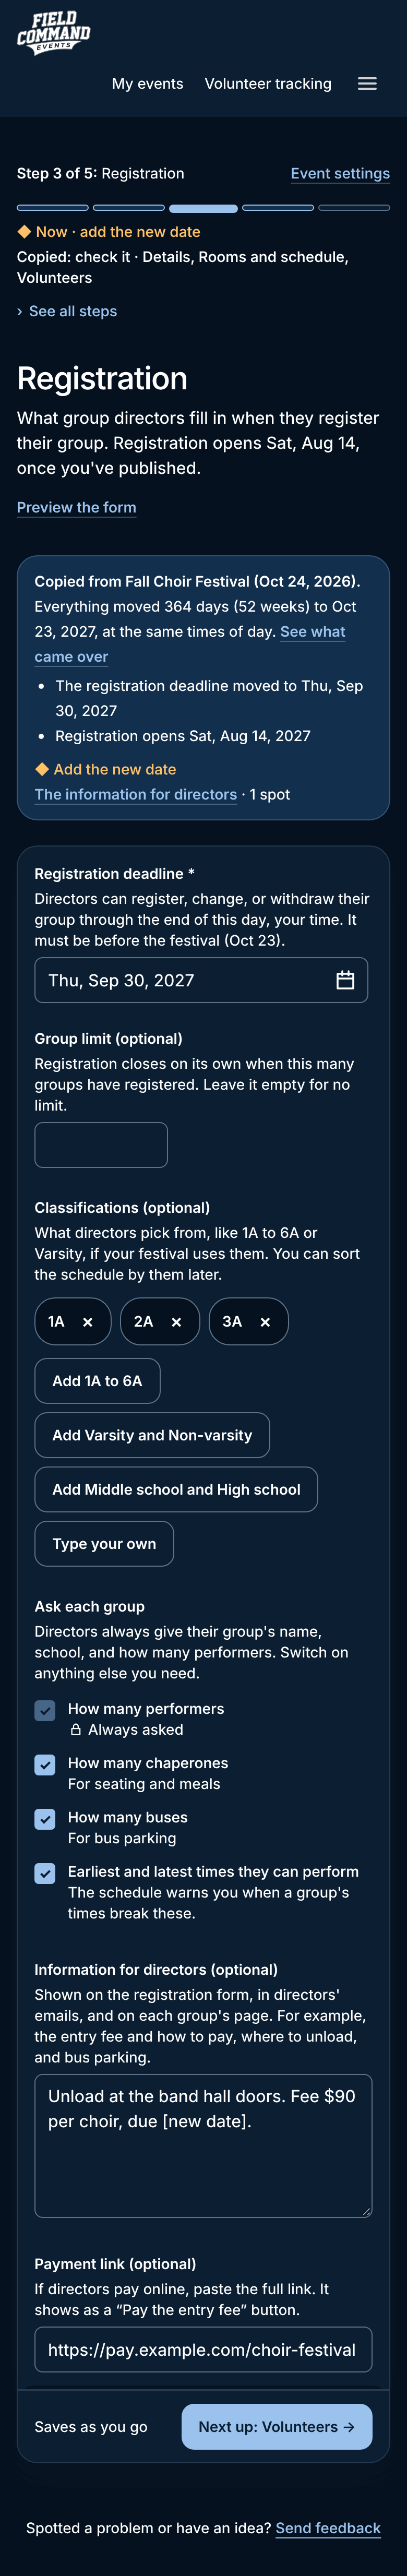 FIELD
COMMAND
EVENTS
My events Volunteer tracking
Step 3 of 5: Registration Event settings
Now · add the new date
Copied: check it · Details, Rooms and schedule,
Volunteers
› See all steps
Registration
What group directors fill in when they register
their group. Registration opens Sat, Aug 14,
once you've published.
Preview the form
Copied from Fall Choir Festival (Oct 24, 2026).
Everything moved 364 days (52 weeks) to Oct
23, 2027, at the same times of day. See what
came over
• The registration deadline moved to Thu, Sep
30, 2027
• Registration opens Sat, Aug 14, 2027
Add the new date
The information for directors · 1 spot
Registration deadline *
Directors can register, change, or withdraw their
group through the end of this day, your time. It
must be before the festival (Oct 23).
Thu, Sep 30, 2027
Group limit (optional)
Registration closes on its own when this many
groups have registered. Leave it empty for no
limit.
Classifications (optional)
What directors pick from, like 1A to 6A or
Varsity, if your festival uses them. You can sort
the schedule by them later.
1A × 2A × 3A ×
Add 1A to 6A
Add Varsity and Non-varsity
Add Middle school and High school
Type your own
Ask each group
Directors always give their group's name,
school, and how many performers. Switch on
anything else you need.
How many performers
Always asked
How many chaperones
For seating and meals
How many buses
For bus parking
Earliest and latest times they can perform
The schedule warns you when a group's
times break these.
Information for directors (optional)
Shown on the registration form, in directors'
emails, and on each group's page. For example,
the entry fee and how to pay, where to unload,
and bus parking.
Unload at the band hall doors. Fee $90
per choir, due [new date].
Payment link (optional)
If directors pay online, paste the full link. It
shows as a “Pay the entry fee” button.
https://pay.example.com/choir-festival
Saves as you go Next up: Volunteers →
Spotted a problem or have an idea? Send feedback